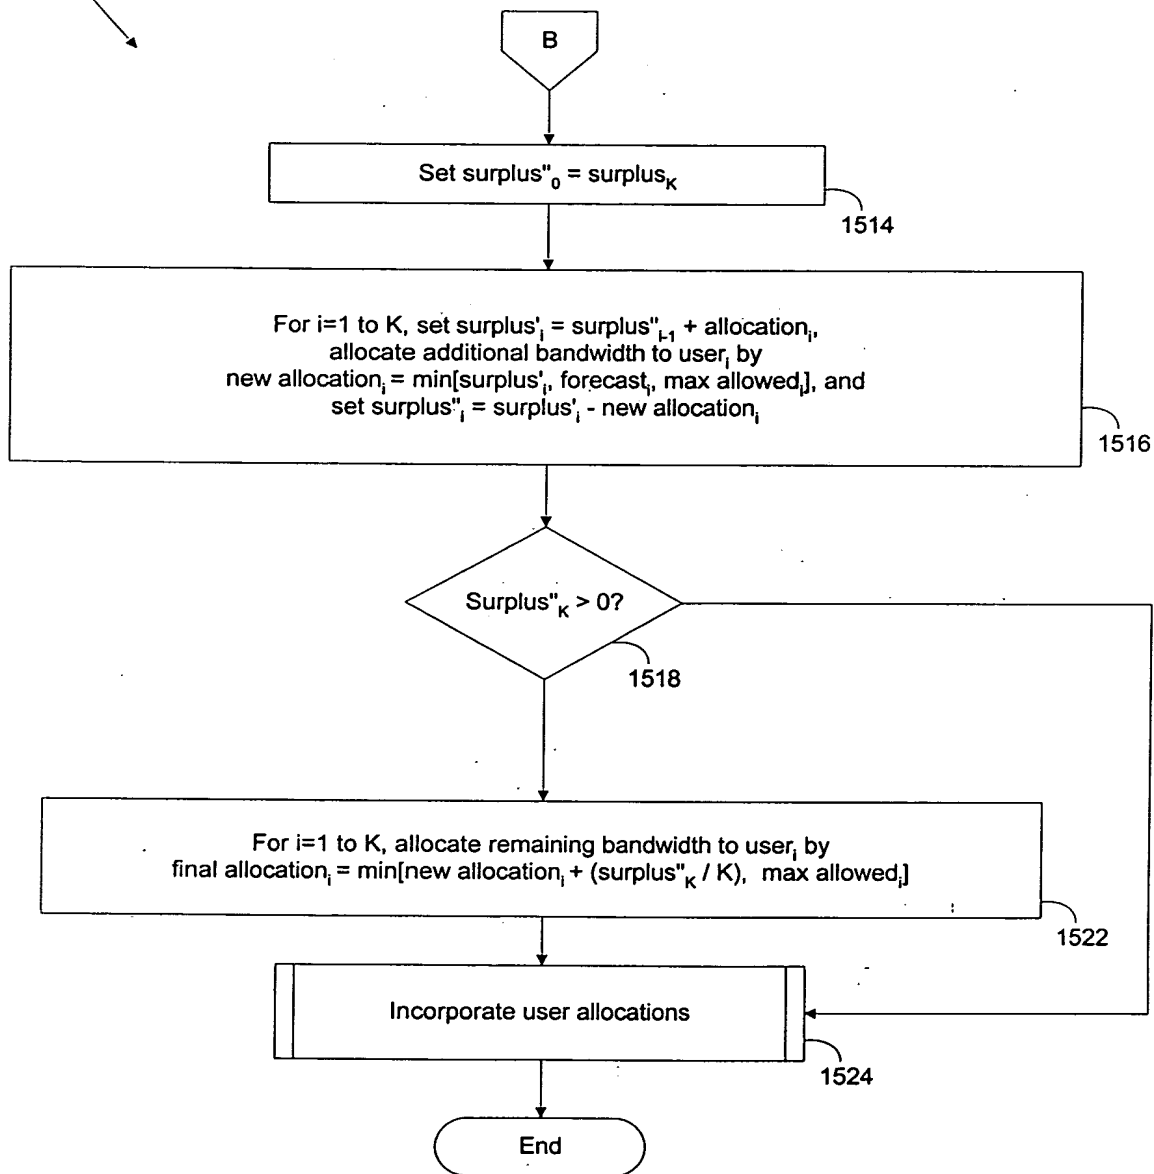 B
Set surplus"₀ = surplusK
1514
For i=1 to K, set surplus'ᵢ = surplus"ᵢ₋₁ + allocationᵢ,
allocate additional bandwidth to userᵢ by
new allocationᵢ = min[surplus'ᵢ, forecastᵢ, max allowedᵢ], and
set surplus"ᵢ = surplus'ᵢ - new allocationᵢ
1516
Surplus"K > 0?
1518
For i=1 to K, allocate remaining bandwidth to userᵢ by
final allocationᵢ = min[new allocationᵢ + (surplus"K / K), max allowedᵢ]
1522
Incorporate user allocations
1524
End